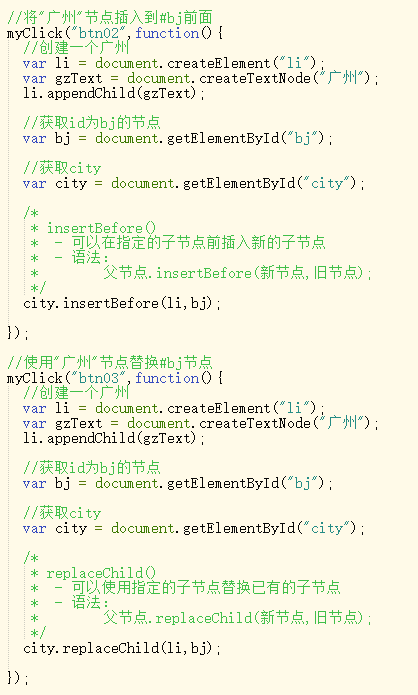 //将"广州"节点插入到#bj前面
myClick("btn02",function(){
//创建一个广州
var li = document.createElement("li");
var gzText = document.createTextNode("广州");
li.appendChild(gzText);
//获取id为bj的节点
var bj = document.getElementById("bj");
//获取city
var city = document.getElementById("city");
/*
* insertBefore()
* - 可以在指定的子节点前插入新的子节点
* - 语法：
* 父节点.insertBefore(新节点,旧节点);
*/
city.insertBefore(li,bj);
});
//使用"广州"节点替换#bj节点
myClick("btn03",function(){
//创建一个广州
var li = document.createElement("li");
var gzText = document.createTextNode("广州");
li.appendChild(gzText);
//获取id为bj的节点
var bj = document.getElementById("bj");
//获取city
var city = document.getElementById("city");
/*
* replaceChild()
* - 可以使用指定的子节点替换已有的子节点
* - 语法：
* 父节点.replaceChild(新节点,旧节点);
*/
city.replaceChild(li,bj);
});